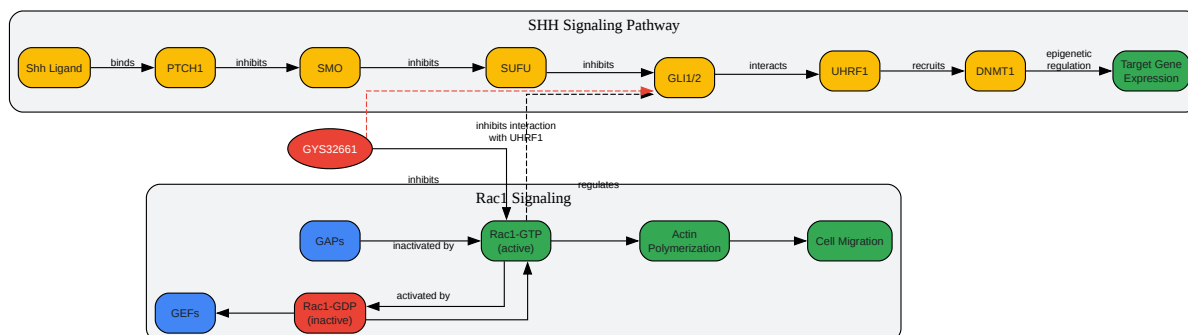 SHH Signaling Pathway
Shh Ligand
binds
PTCH1
inhibits
SMO
inhibits
SUFU
inhibits
GLI1/2
interacts
UHRF1
recruits
DNMT1
epigenetic
regulation
Target Gene
Expression
GYS32661
inhibits interaction
with UHRF1
inhibits
regulates
Rac1 Signaling
GAPs
inactivated by
Rac1-GTP
(active)
Actin
Polymerization
Cell Migration
GEFs
Rac1-GDP
(inactive)
activated by